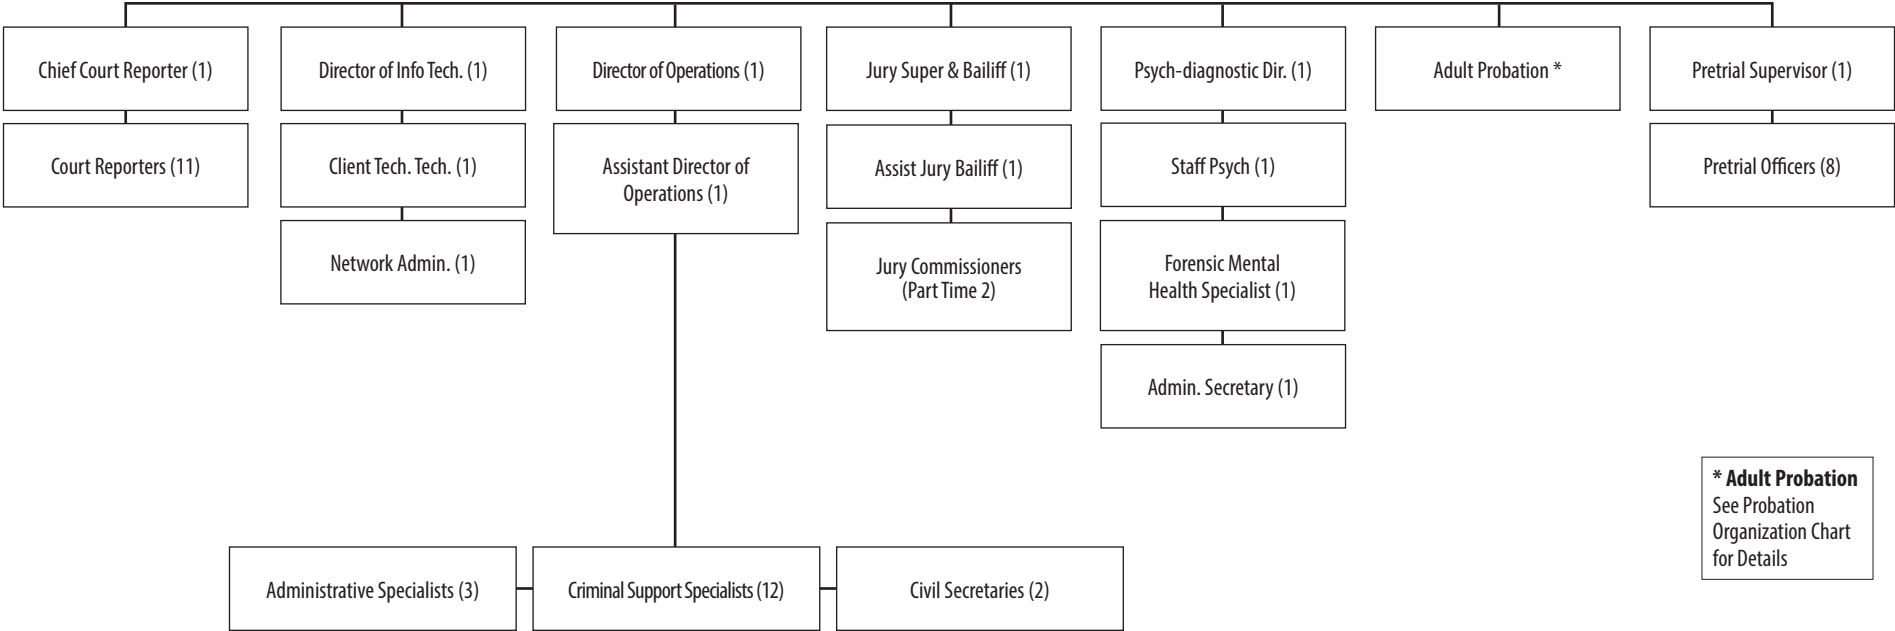 Chief Court Reporter (1)
Director of Info Tech. (1)
Director of Operations (1)
Jury Super & Bailiff (1)
Psych-diagnostic Dir. (1)
Adult Probation *
Pretrial Supervisor (1)
Court Reporters (11)
Client Tech. Tech. (1)
Assistant Director of
Operations (1)
Assist Jury Bailiff (1)
Staff Psych (1)
Pretrial Officers (8)
Network Admin. (1)
Jury Commissioners
(Part Time 2)
Forensic Mental
Health Specialist (1)
Admin. Secretary (1)
* Adult Probation
See Probation
Organization Chart
for Details
Administrative Specialists (3)
Criminal Support Specialists (12)
Civil Secretaries (2)